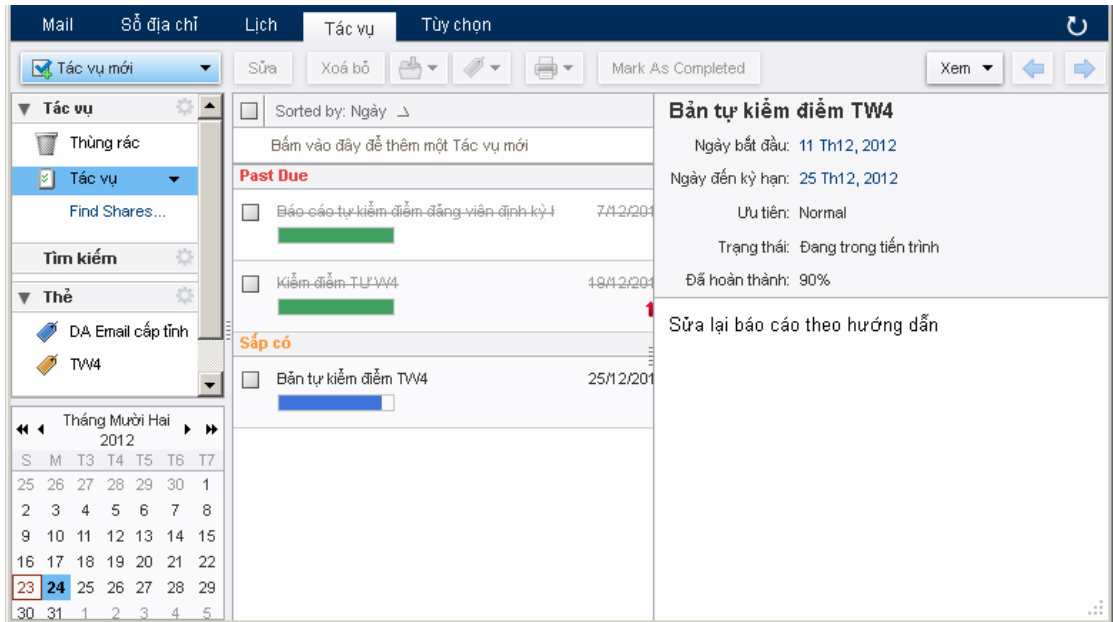 Mail Sổ địa chỉ Lịch Tác vụ Tùy chọn
Tác vụ mới Sửa Xoá bỏ Mark As Completed Xem
Tác vụ
Thùng rác
Tác vụ
Find Shares...
Tìm kiếm
Thẻ
DA Email cấp tỉnh
TW4
Tháng Mười Hai
2012
S M T3 T4 T5 T6 T7
25 26 27 28 29 30 1
2 3 4 5 6 7 8
9 10 11 12 13 14 15
16 17 18 19 20 21 22
23 24 25 26 27 28 29
30 31 1 2 3 4 5
Sorted by: Ngày
Bấm vào đây để thêm một Tác vụ mới
Past Due
Báo cáo tự kiểm điểm đảng viên định kỳ 7/12/201
Kiểm điểm TƯW4 19/12/201
Sắp có
Bản tự kiểm điểm TW4 25/12/201
Bản tự kiểm điểm TW4
Ngày bắt đầu: 11 Th12, 2012
Ngày đến kỳ hạn: 25 Th12, 2012
Ưu tiên: Normal
Trạng thái: Đang trong tiến trình
Đã hoàn thành: 90%
Sửa lại báo cáo theo hướng dẫn